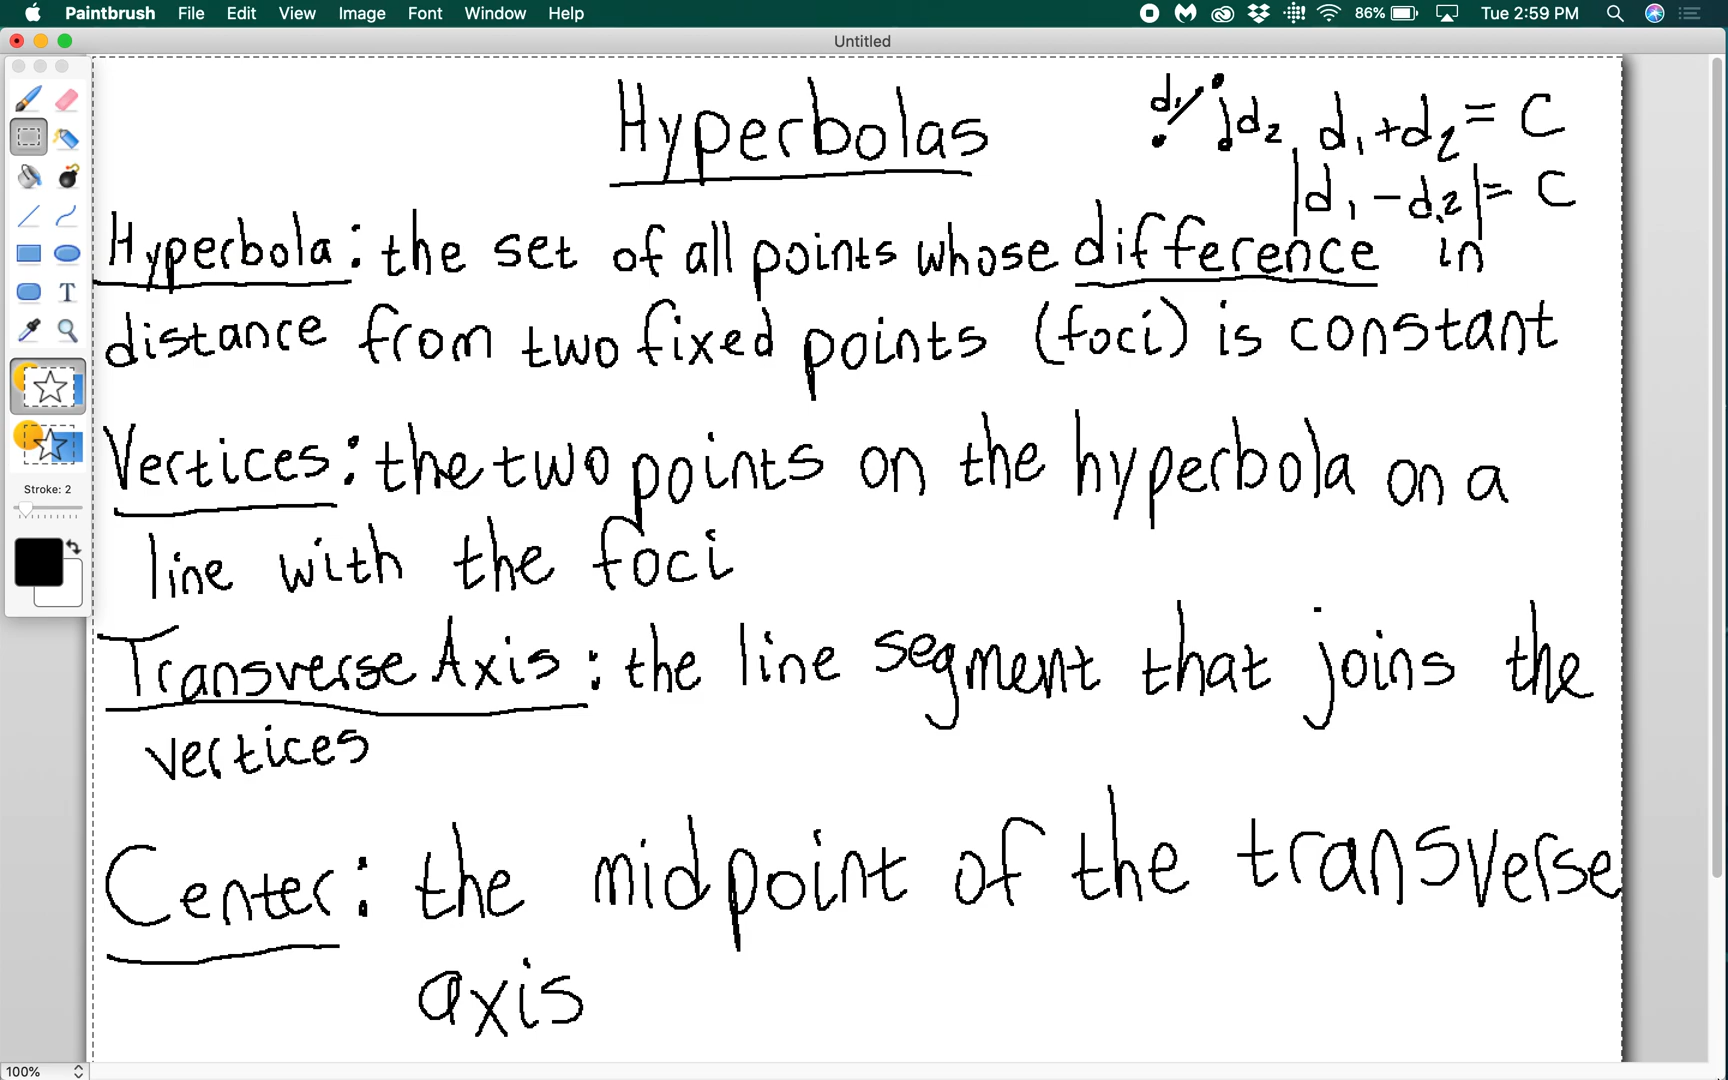 Paintbrush File Edit View Image Font Window Help 86% Tue 2:59 PM
Untitled
Hyperbolas
d₁ d₂ d₁+d₂ = C
|d₁ - d₂| = C
Hyperbola: the set of all points whose difference in
distance from two fixed points (foci) is constant
Vertices: the two points on the hyperbola on a
line with the foci
Transverse Axis: the line segment that joins the
vertices
Center: the midpoint of the transverse
axis
T
Stroke: 2
100%